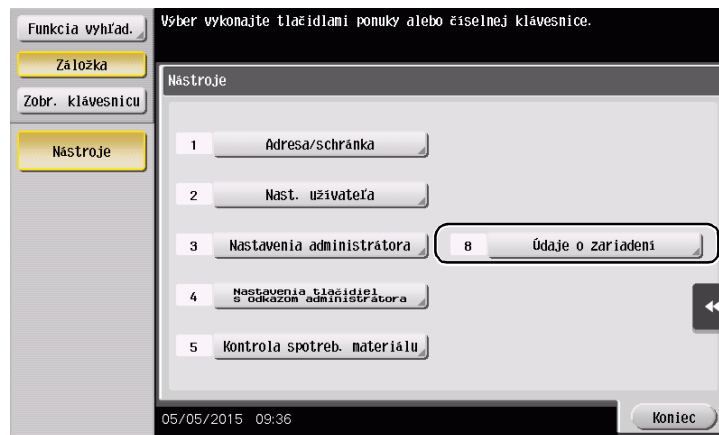 Funkcia vyhľad.
Záložka
Zobr. klávesnicu
Nástroje
Výber vykonajte tlačidlami ponuky alebo číselnej klávesnice.
Nástroje
1 Adresa/schránka
2 Nast. užívateľa
3 Nastavenia administrátora
8 Údaje o zariadení
4 Nastavenia tlačidiel
s odkazom administrátora
5 Kontrola spotreb. materiálu
05/05/2015 09:36
Koniec